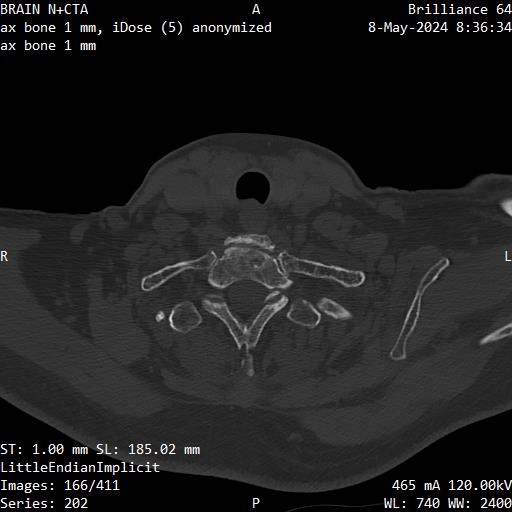 BRAIN N+CTA
A
Brilliance 64
ax bone 1 mm, iDose (5) anonymized
8-May-2024 8:36:34
ax bone 1 mm
R
L
ST: 1.00 mm SL: 185.02 mm
LittleEndianImplicit
Images: 166/411
465 mA 120.00kV
Series: 202
P
WL: 740 WW: 2400